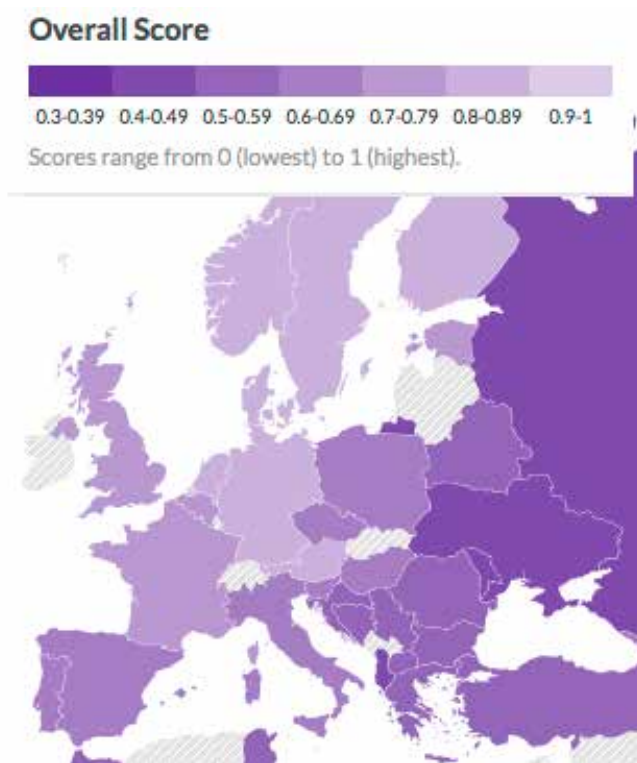 Overall Score
0.3-0.39 0.4-0.49 0.5-0.59 0.6-0.69 0.7-0.79 0.8-0.89 0.9-1
Scores range from 0 (lowest) to 1 (highest).